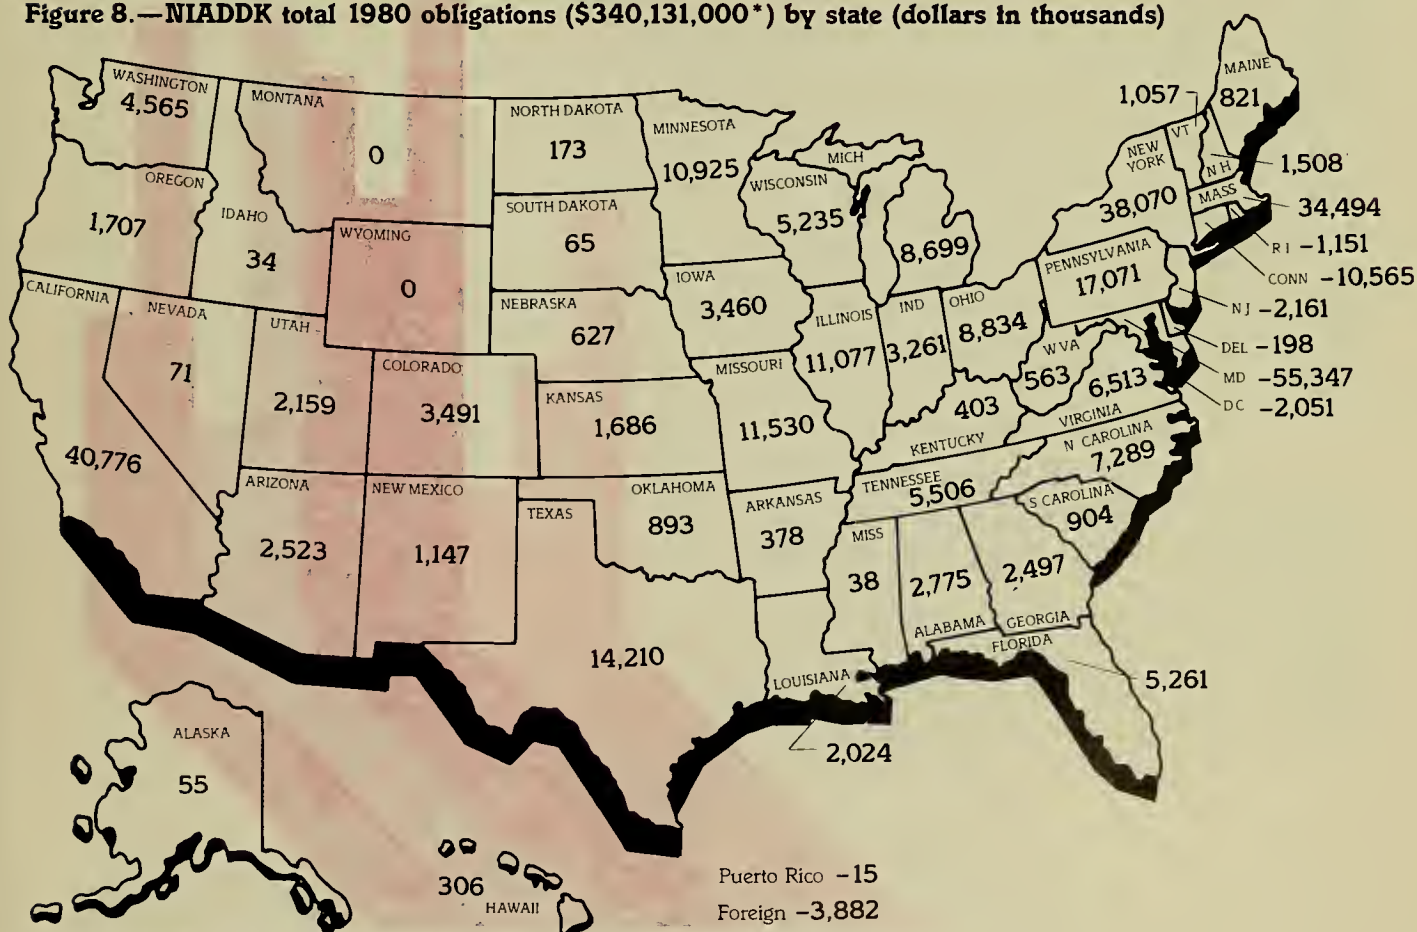 Figure 8.—NIADDK total 1980 obligations ($340,131,000*) by state (dollars in thousands)
WASHINGTON
4,565
MONTANA
0
NORTH DAKOTA
173
MINNESOTA
10,925
MICH
8,699
WISCONSIN
5,235
1,057
VT
MAINE
821
NEW
YORK
38,070
N H
1,508
MASS
34,494
R I -1,151
CONN -10,565
OREGON
1,707
IDAHO
34
WYOMING
0
SOUTH DAKOTA
65
IOWA
3,460
PENNSYLVANIA
17,071
N J -2,161
DEL -198
MD -55,347
DC -2,051
CALIFORNIA
40,776
NEVADA
71
UTAH
2,159
COLORADO
3,491
NEBRASKA
627
KANSAS
1,686
MISSOURI
11,530
ILLINOIS
11,077
IND
3,261
OHIO
8,834
W VA
563
6,513
VIRGINIA
403
KENTUCKY
N CAROLINA
7,289
TENNESSEE
5,506
S CAROLINA
904
ARIZONA
2,523
NEW MEXICO
1,147
TEXAS
14,210
OKLAHOMA
893
ARKANSAS
378
MISS
38
2,775
ALABAMA
2,497
GEORGIA
FLORIDA
5,261
LOUISIANA
2,024
ALASKA
55
306
HAWAII
Puerto Rico -15
Foreign -3,882